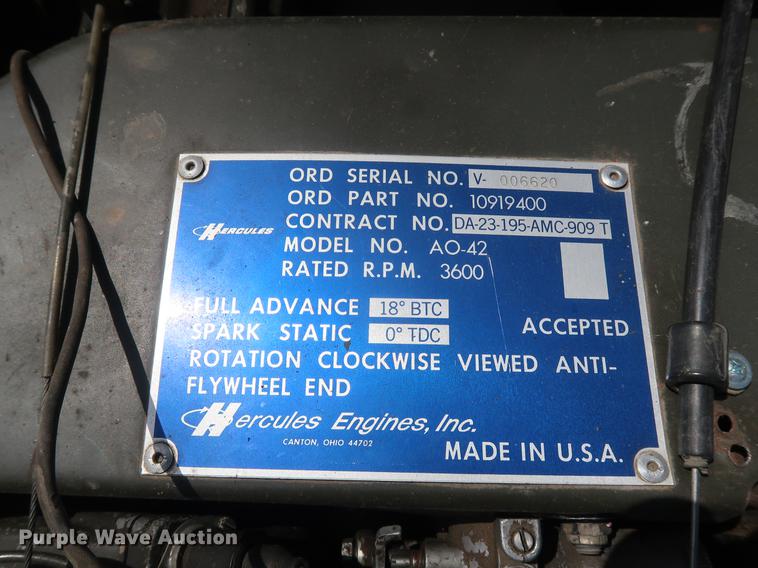 ORD SERIAL NO. V- 006620
ORD PART NO. 10919400
HERCULES
CONTRACT NO. DA-23-195-AMC-909 T
MODEL NO. AO-42
RATED R.P.M. 3600
FULL ADVANCE 18° BTC
SPARK STATIC 0° TDC
ACCEPTED
ROTATION CLOCKWISE VIEWED ANTI-
FLYWHEEL END
Hercules Engines, Inc.
CANTON, OHIO 44702
MADE IN U.S.A.
Purple Wave Auction